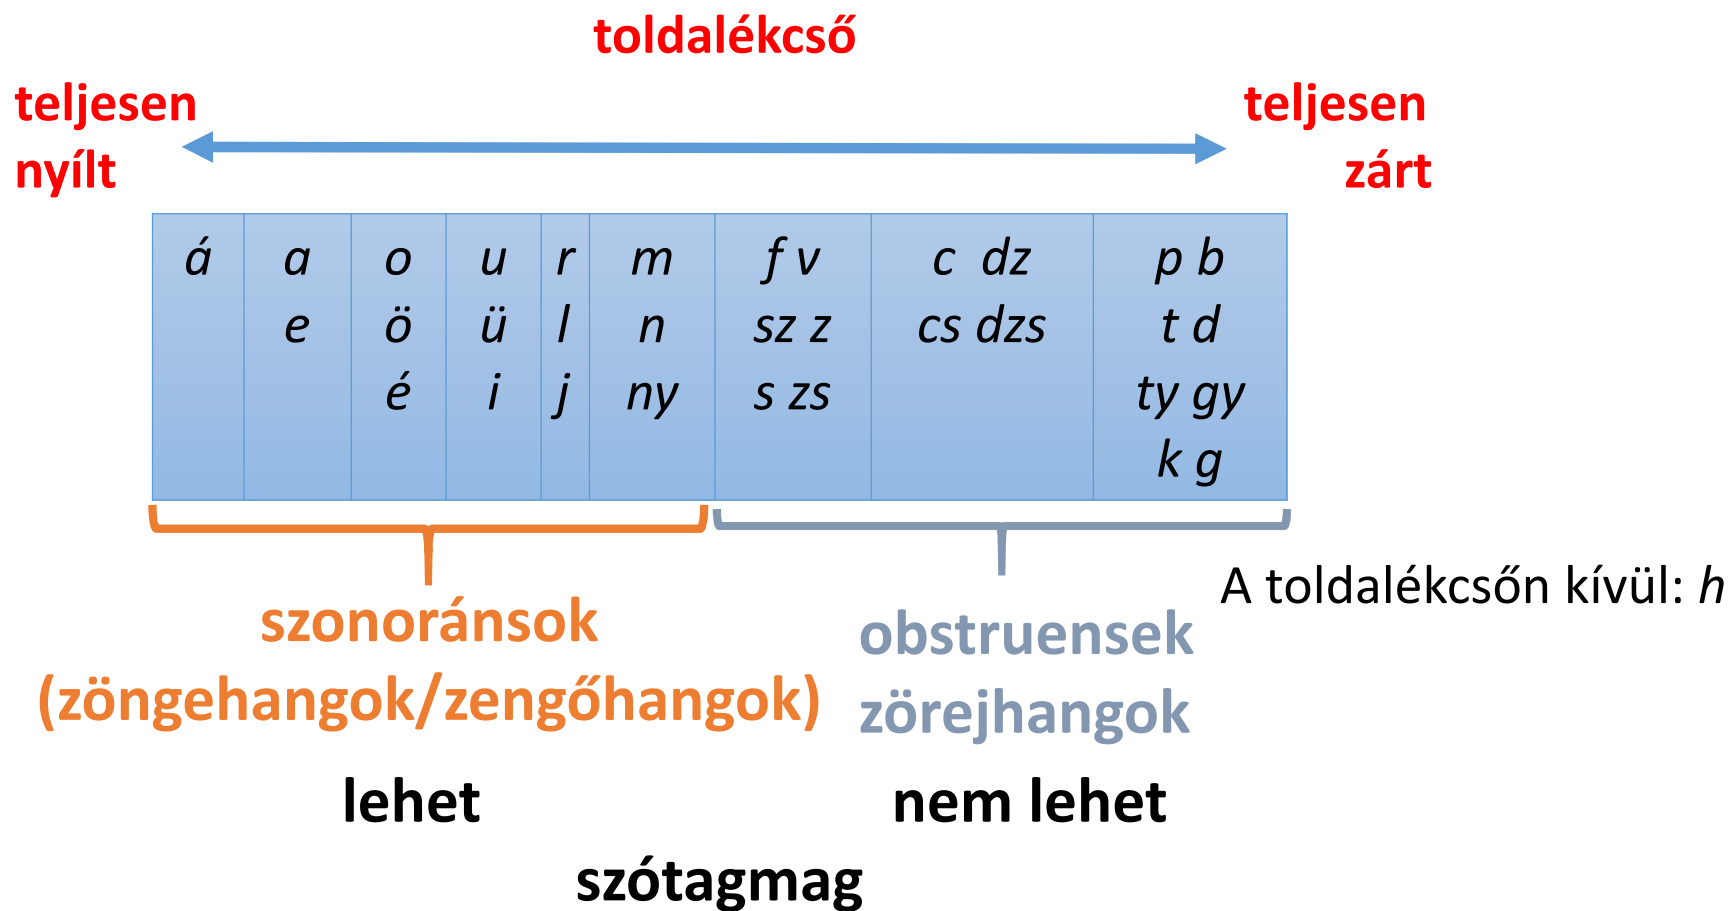 toldalékcső
teljesen
nyílt
teljesen
zárt
á a o u r m f v c dz p b
e ö ü l n sz z cs dzs t d
é i j ny s zs ty gy
k g
A toldalékcsőn kívül: h
szonoránsok
(zöngehangok/zengőhangok)
obstruensek
zörejhangok
lehet
nem lehet
szótagmag